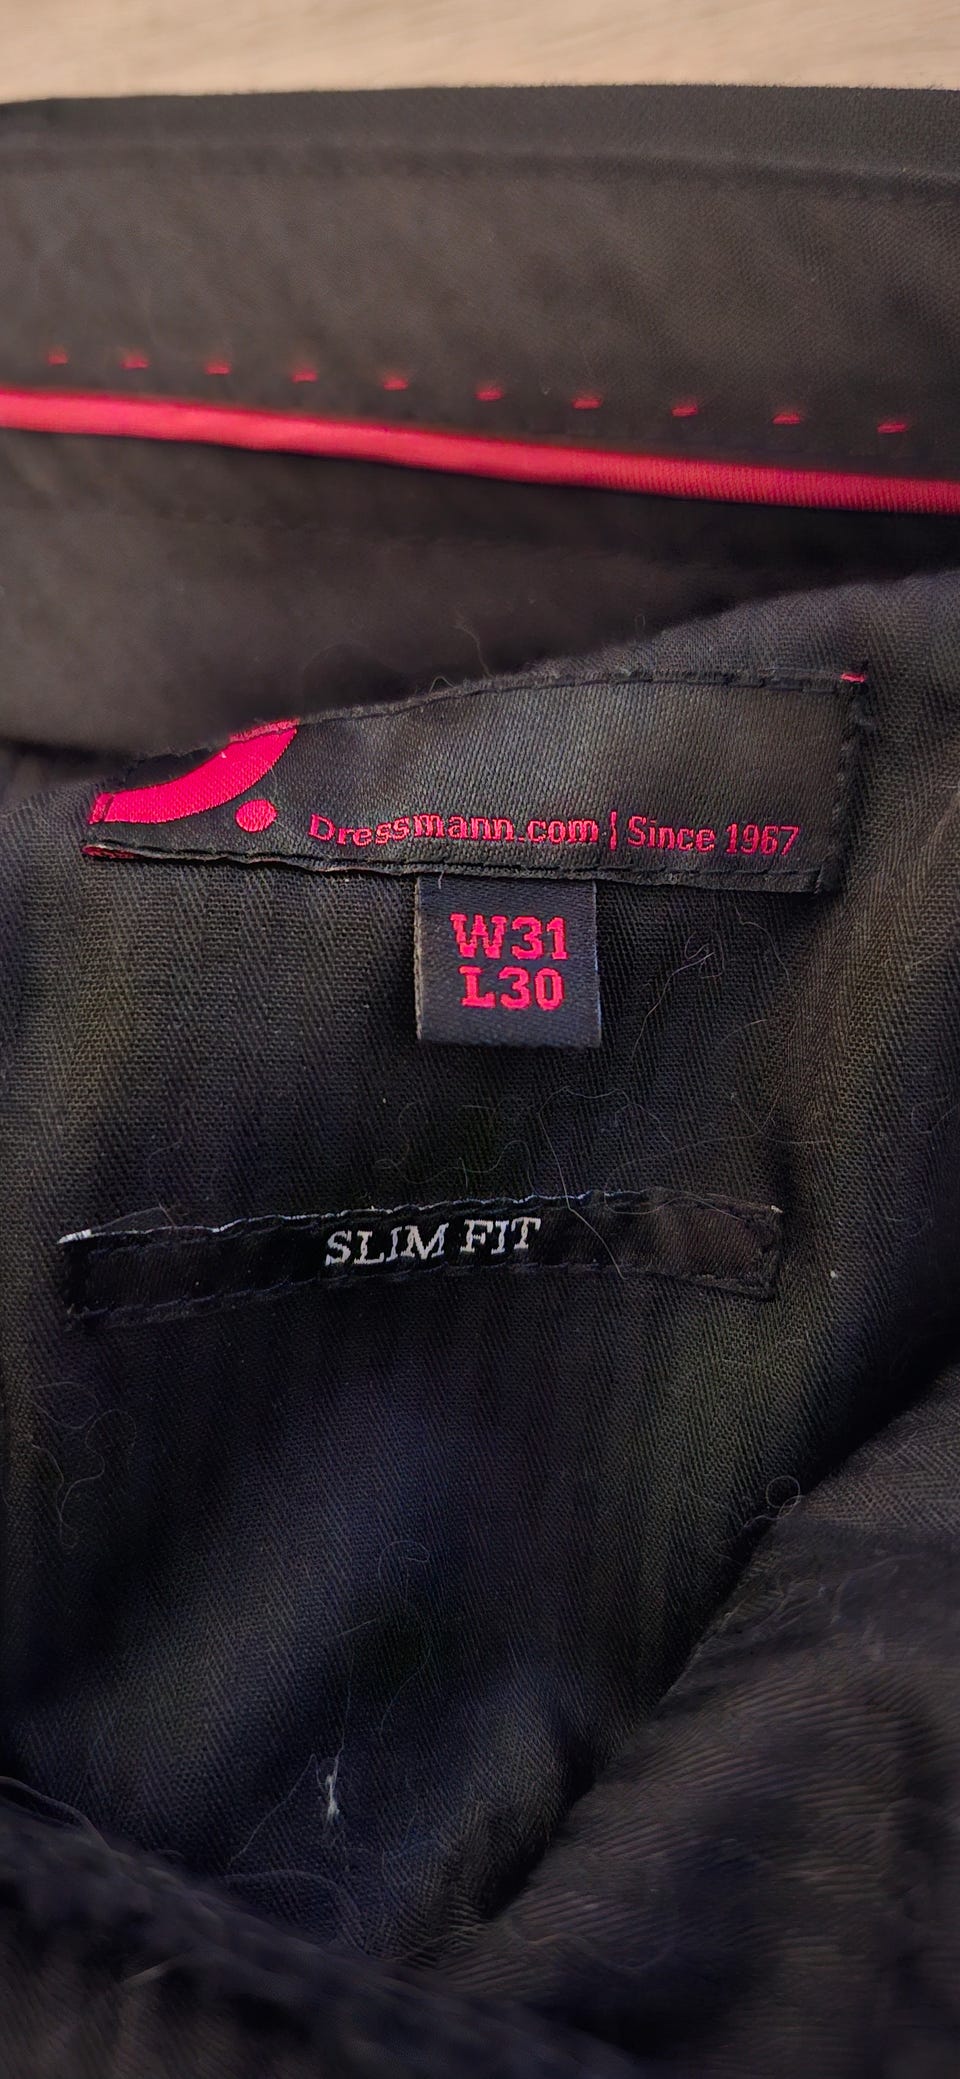 Dressmann.com | Since 1967
W31
L30
SLIM FIT